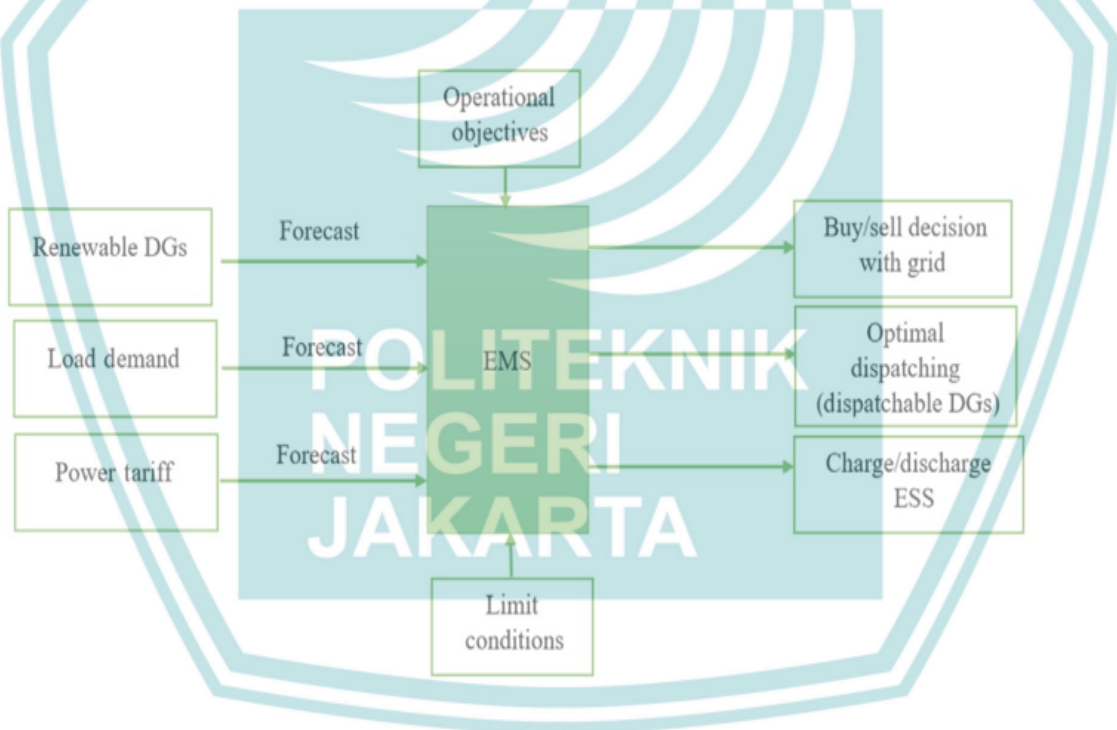 Operational
objectives
Renewable DGs
Forecast
Buy/sell decision
with grid
Load demand
Forecast
EMS
Optimal
dispatching
(dispatchable DGs)
Power tariff
Forecast
Charge/discharge
ESS
Limit
conditions
POLITEKNIK
NEGERI
JAKARTA